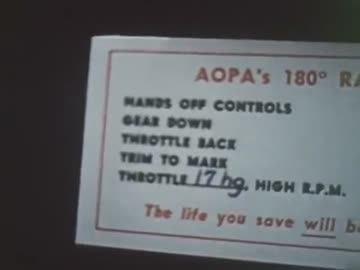 AOPA's 180° RA
HANDS OFF CONTROLS
GEAR DOWN
THROTTLE BACK
TRIM TO MARK
THROTTLE 17 hg, HIGH R.P.M.
The life you save will b